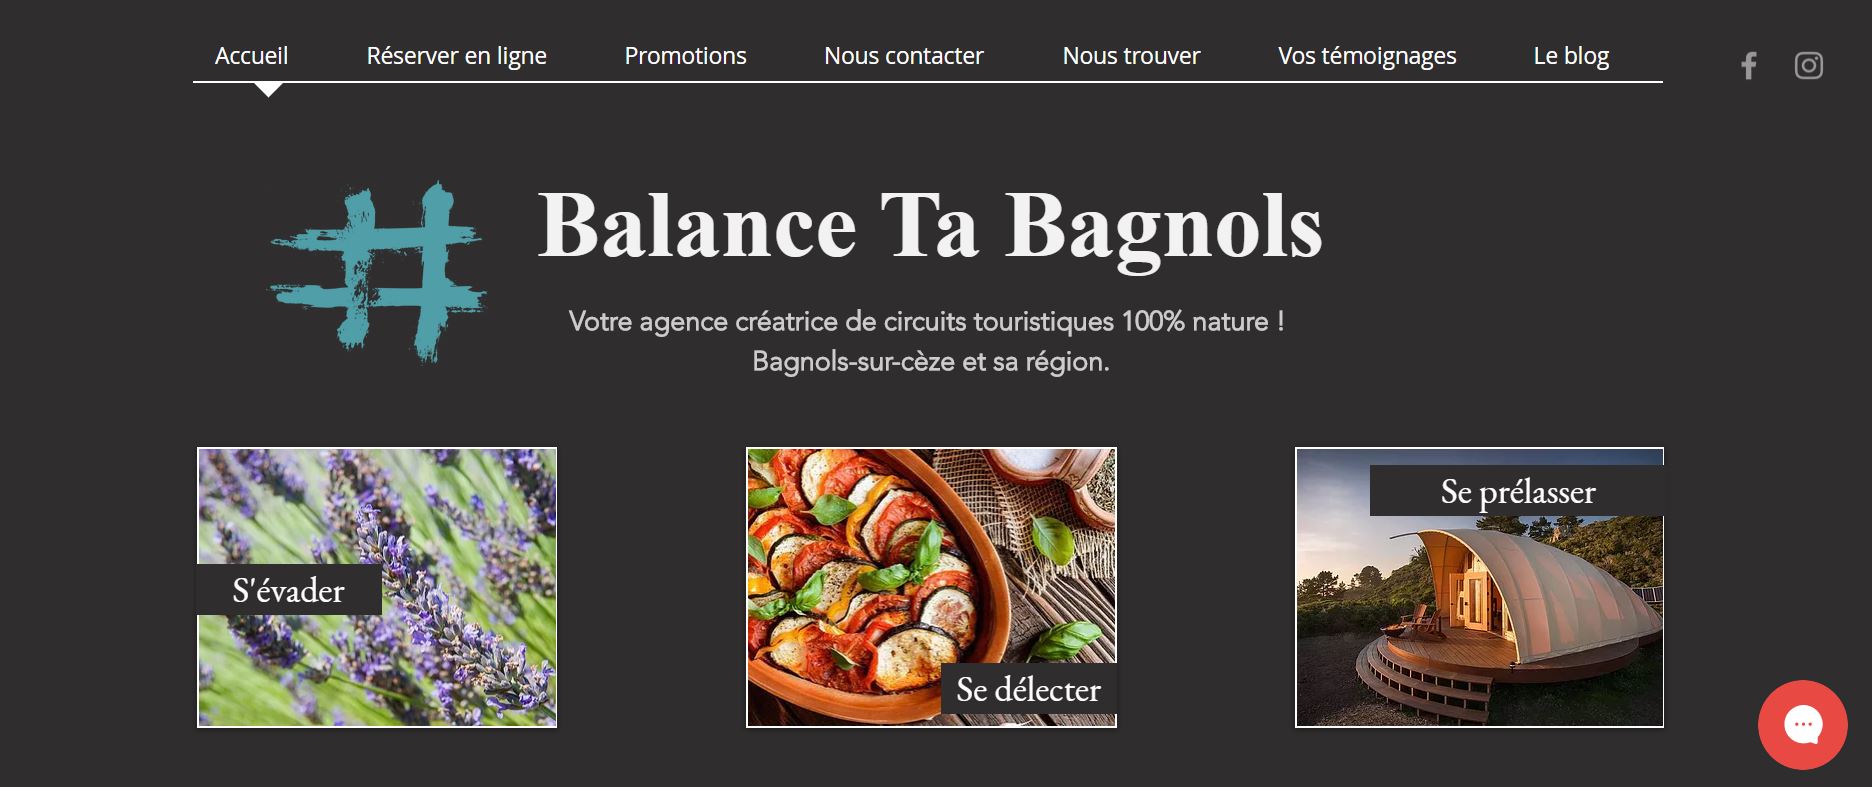 Accueil
Réserver en ligne
Promotions
Nous contacter
Nous trouver
Vos témoignages
Le blog
# Balance Ta Bagnols
Votre agence créatrice de circuits touristiques 100% nature !
Bagnols-sur-cèze et sa région.
S'évader
Se délecter
Se prélasser